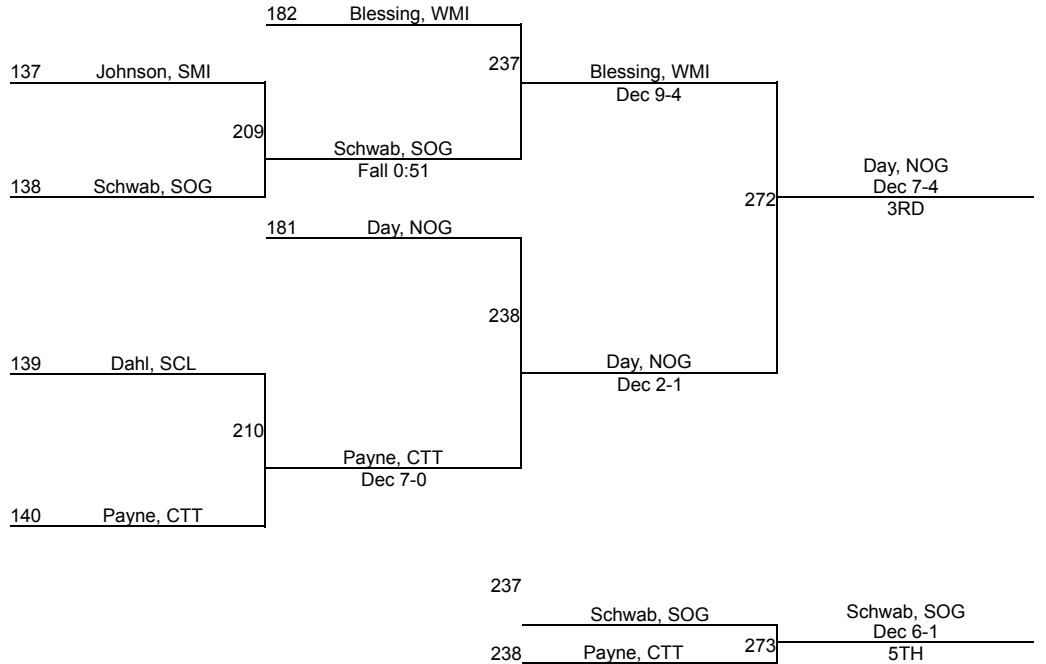 182 Blessing, WMI
237
137 Johnson, SMI
Blessing, WMI
Dec 9-4
209
Schwab, SOG
Fall 0:51
138 Schwab, SOG
Day, NOG
Dec 7-4
272
3RD
181 Day, NOG
238
139 Dahl, SCL
Day, NOG
Dec 2-1
210
Payne, CTT
Dec 7-0
140 Payne, CTT
237
Schwab, SOG
Schwab, SOG
Dec 6-1
238 Payne, CTT
273
5TH